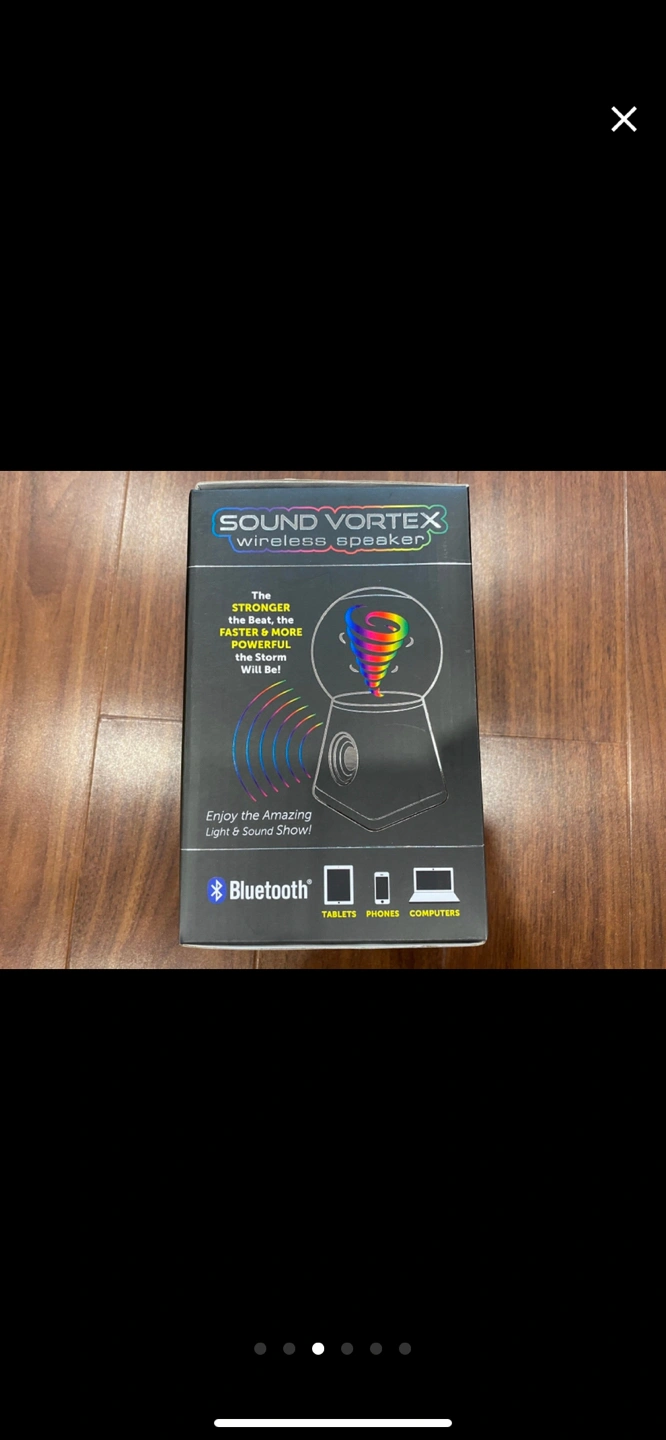 SOUND VORTEX
wireless speaker
The
STRONGER
the Beat, the
FASTER & MORE
POWERFUL
the Storm
Will Be!
Enjoy the Amazing
Light & Sound Show!
Bluetooth®
TABLETS PHONES COMPUTERS